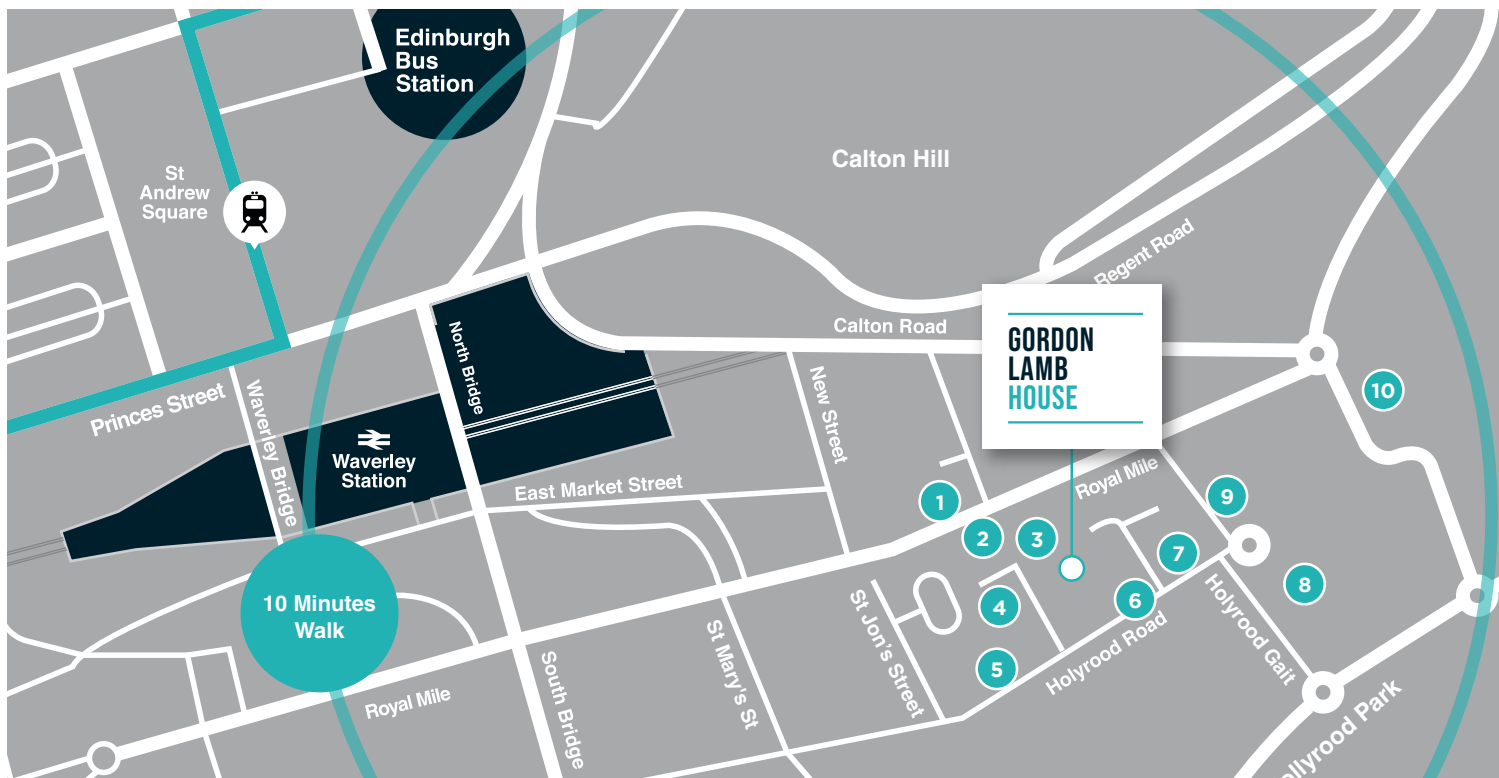 Edinburgh
Bus
Station
St
Andrew
Square
Calton Hill
Regent Road
Calton Road
GORDON
LAMB
HOUSE
North Bridge
New Street
Princes Street
Waverley Bridge
Waverley
Station
East Market Street
Royal Mile
10
9
1
2
3
7
8
4
6
5
10 Minutes
Walk
St Jon's Street
Holyrood Road
Holyrood Gait
St Mary's St
South Bridge
Royal Mile
ollyrood Park